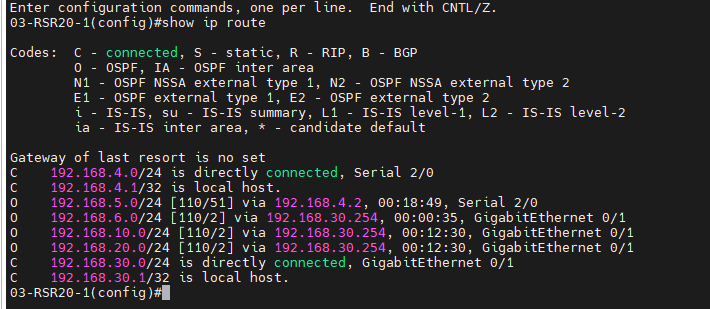 Enter configuration commands, one per line.  End with CNTL/Z.
03-RSR20-1(config)#show ip route
Codes:  C - connected, S - static, R - RIP, B - BGP
        O - OSPF, IA - OSPF inter area
        N1 - OSPF NSSA external type 1, N2 - OSPF NSSA external type 2
        E1 - OSPF external type 1, E2 - OSPF external type 2
        i - IS-IS, su - IS-IS summary, L1 - IS-IS level-1, L2 - IS-IS level-2
        ia - IS-IS inter area, * - candidate default
Gateway of last resort is no set
C    192.168.4.0/24 is directly connected, Serial 2/0
C    192.168.4.1/32 is local host.
O    192.168.5.0/24 [110/51] via 192.168.4.2, 00:18:49, Serial 2/0
O    192.168.6.0/24 [110/2] via 192.168.30.254, 00:00:35, GigabitEthernet 0/1
O    192.168.10.0/24 [110/2] via 192.168.30.254, 00:12:30, GigabitEthernet 0/1
O    192.168.20.0/24 [110/2] via 192.168.30.254, 00:12:30, GigabitEthernet 0/1
C    192.168.30.0/24 is directly connected, GigabitEthernet 0/1
C    192.168.30.1/32 is local host.
03-RSR20-1(config)#